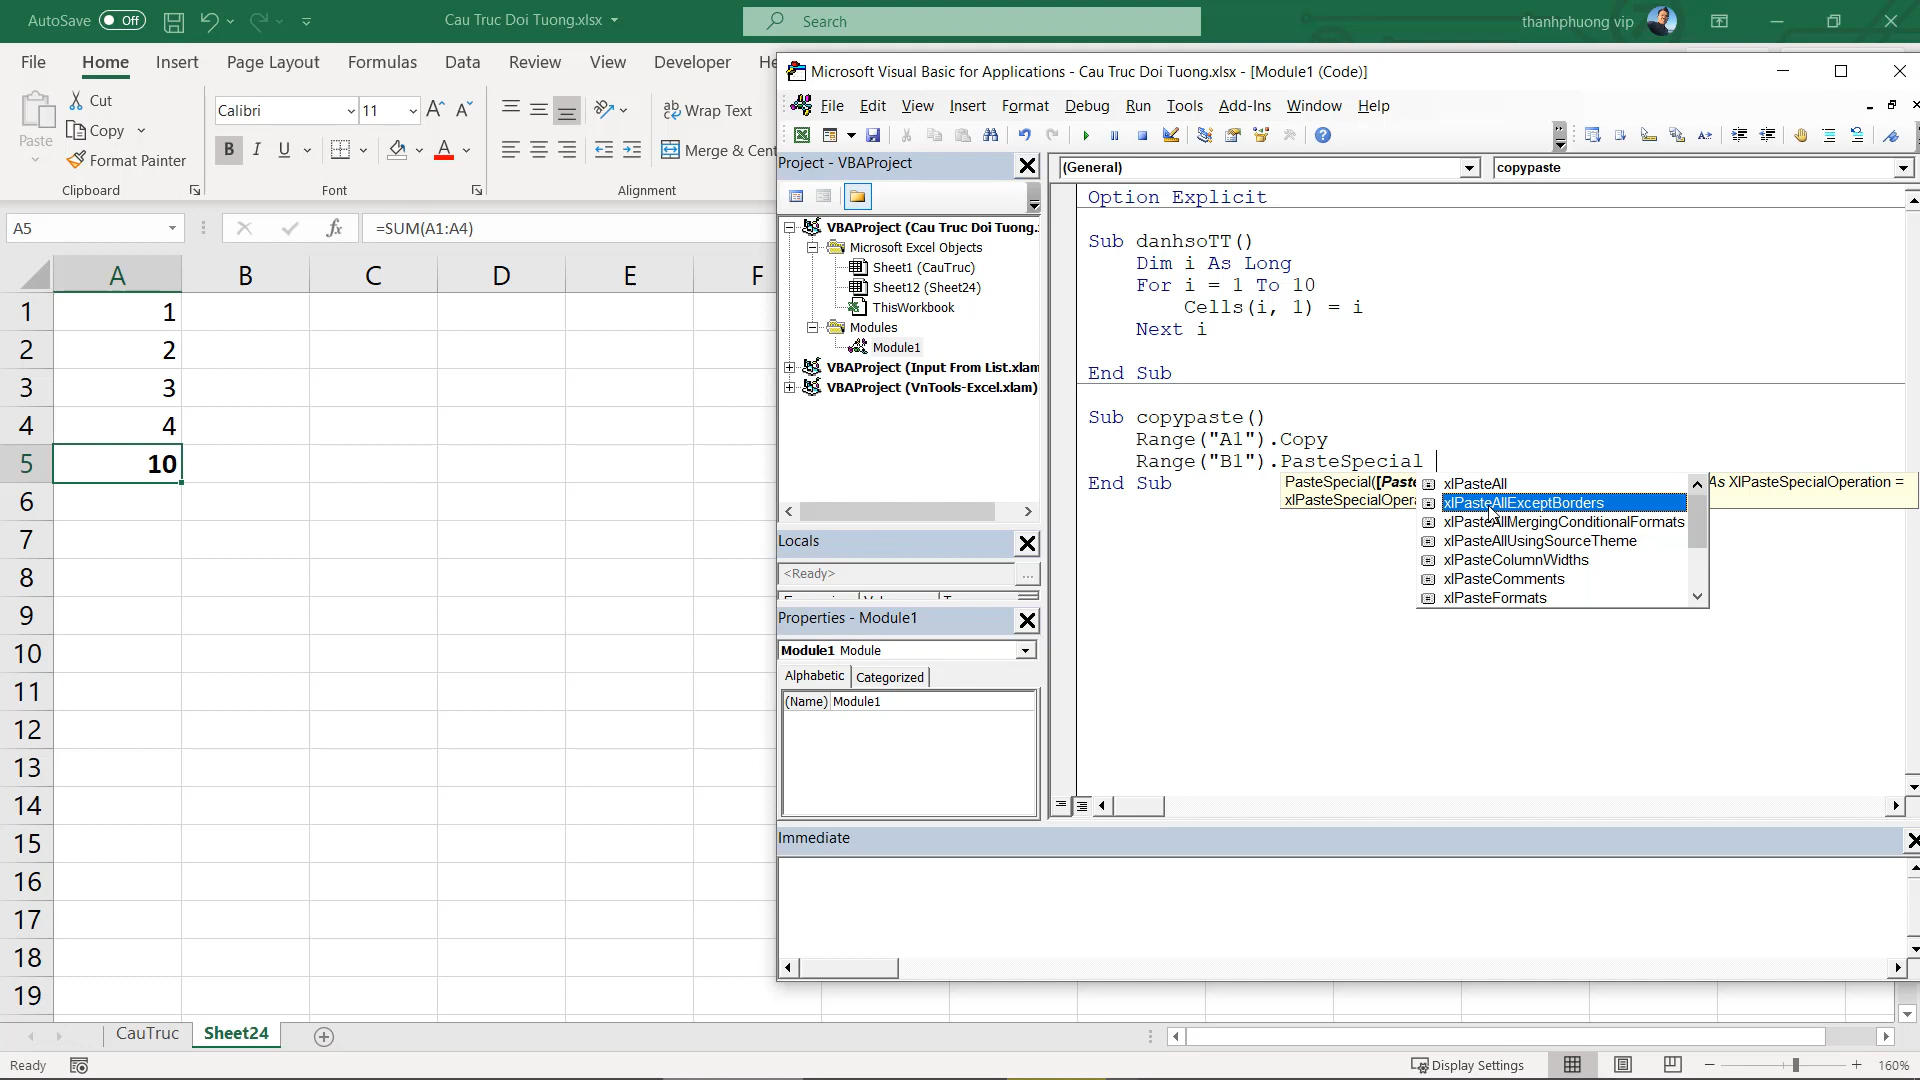 AutoSave Off
Cau Truc Doi Tuong.xlsx
Search
thanhphuong vip
File Home Insert Page Layout Formulas Data Review View Developer He
Paste
Cut
Copy
Format Painter
Clipboard
Calibri 11
B I U
Font
Wrap Text
Merge & Cent
Alignment
A5
fx =SUM(A1:A4)
A B C D E F
1 1
2 2
3 3
4 4
5 10
6
7
8
9
10
11
12
13
14
15
16
17
18
19
CauTruc Sheet24
Ready
Display Settings
160%
Microsoft Visual Basic for Applications - Cau Truc Doi Tuong.xlsx - [Module1 (Code)]
File Edit View Insert Format Debug Run Tools Add-Ins Window Help
Project - VBAProject
VBAProject (Cau Truc Doi Tuong.
Microsoft Excel Objects
Sheet1 (CauTruc)
Sheet12 (Sheet24)
ThisWorkbook
Modules
Module1
VBAProject (Input From List.xlam
VBAProject (VnTools-Excel.xlam)
Locals
<Ready>
...
Properties - Module1
Module1 Module
Alphabetic Categorized
(Name) Module1
(General)
copypaste
Option Explicit
Sub danhsoTT()
Dim i As Long
For i = 1 To 10
Cells(i, 1) = i
Next i
End Sub
Sub copypaste()
Range("A1").Copy
Range("B1").PasteSpecial
End Sub
PasteSpecial([Paste
As XlPasteSpecialOperation =
xlPasteSpecialOpera
xlPasteAll
xlPasteAllExceptBorders
xlPasteAllMergingConditionalFormats
xlPasteAllUsingSourceTheme
xlPasteColumnWidths
xlPasteComments
xlPasteFormats
Immediate